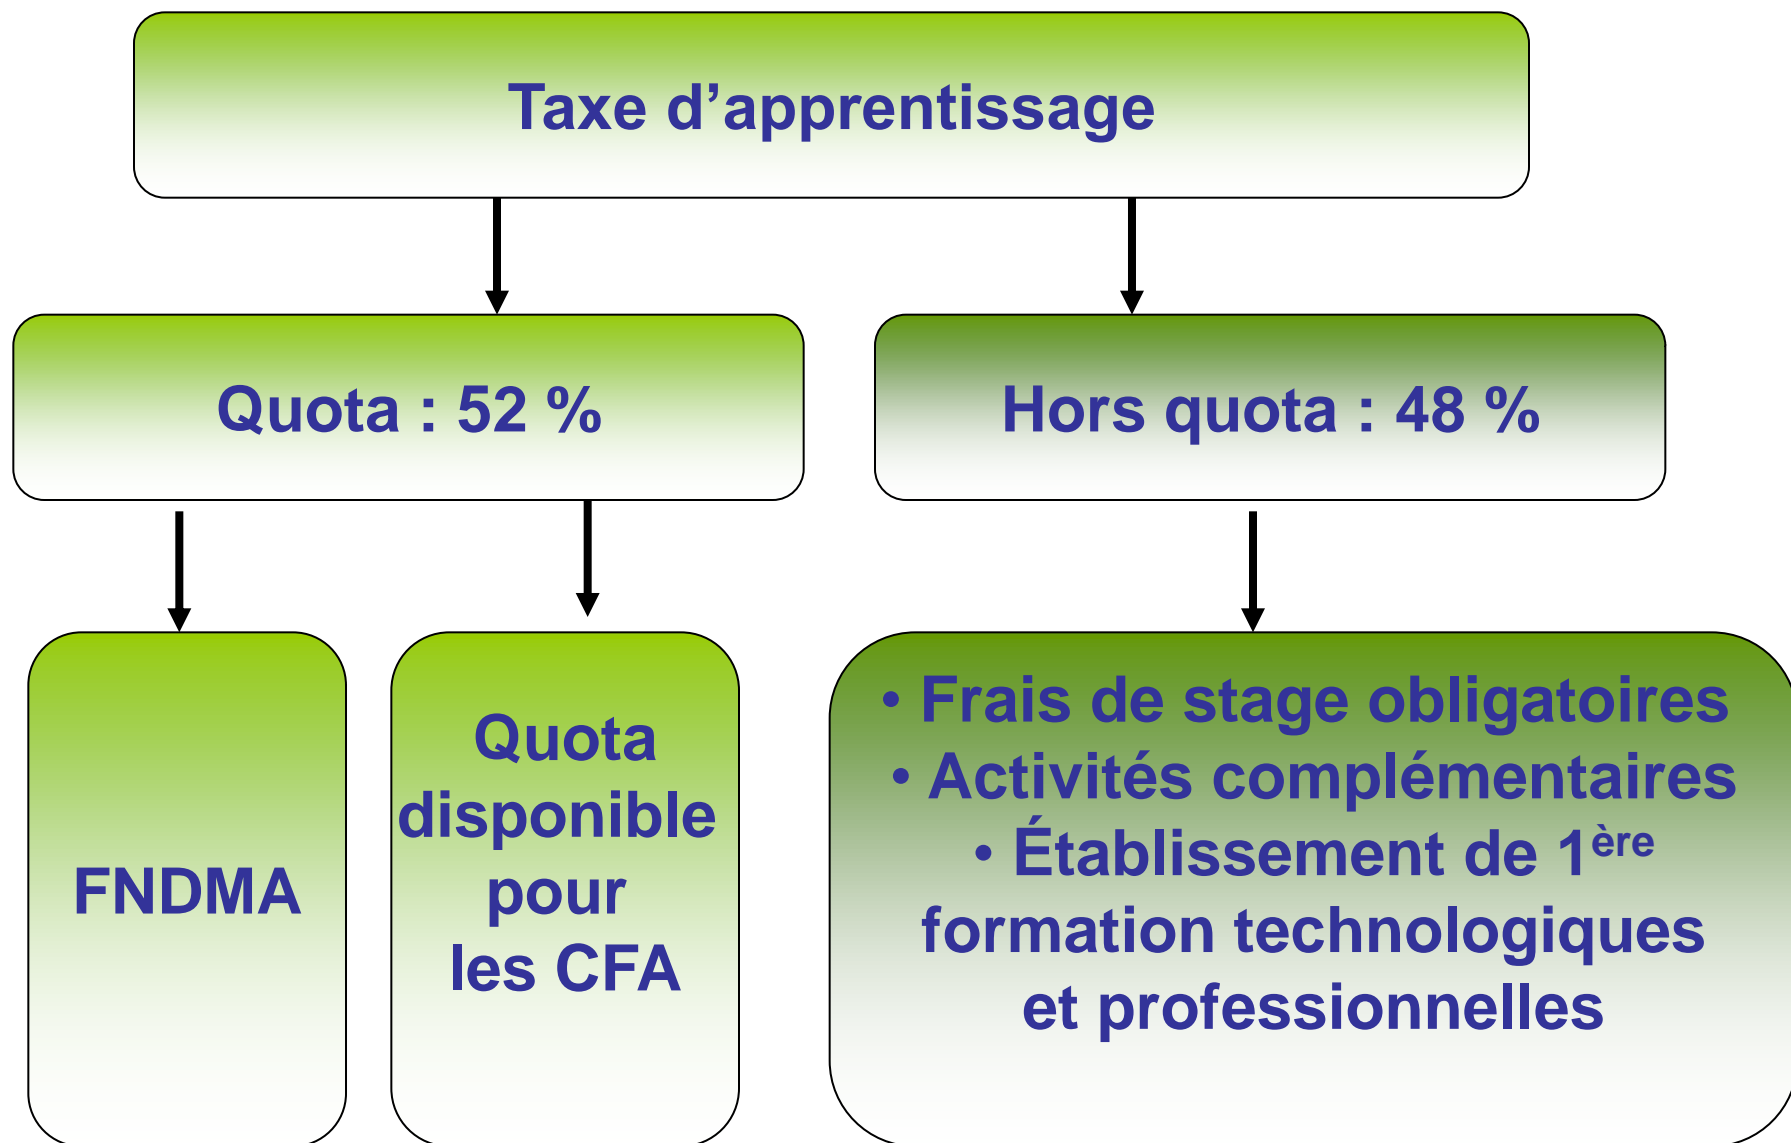 Taxe d’apprentissage
Quota : 52 %
Hors quota : 48 %
FNDMA
Quota
disponible
pour
les CFA
• Frais de stage obligatoires
• Activités complémentaires
• Établissement de 1ère
formation technologiques
et professionnelles